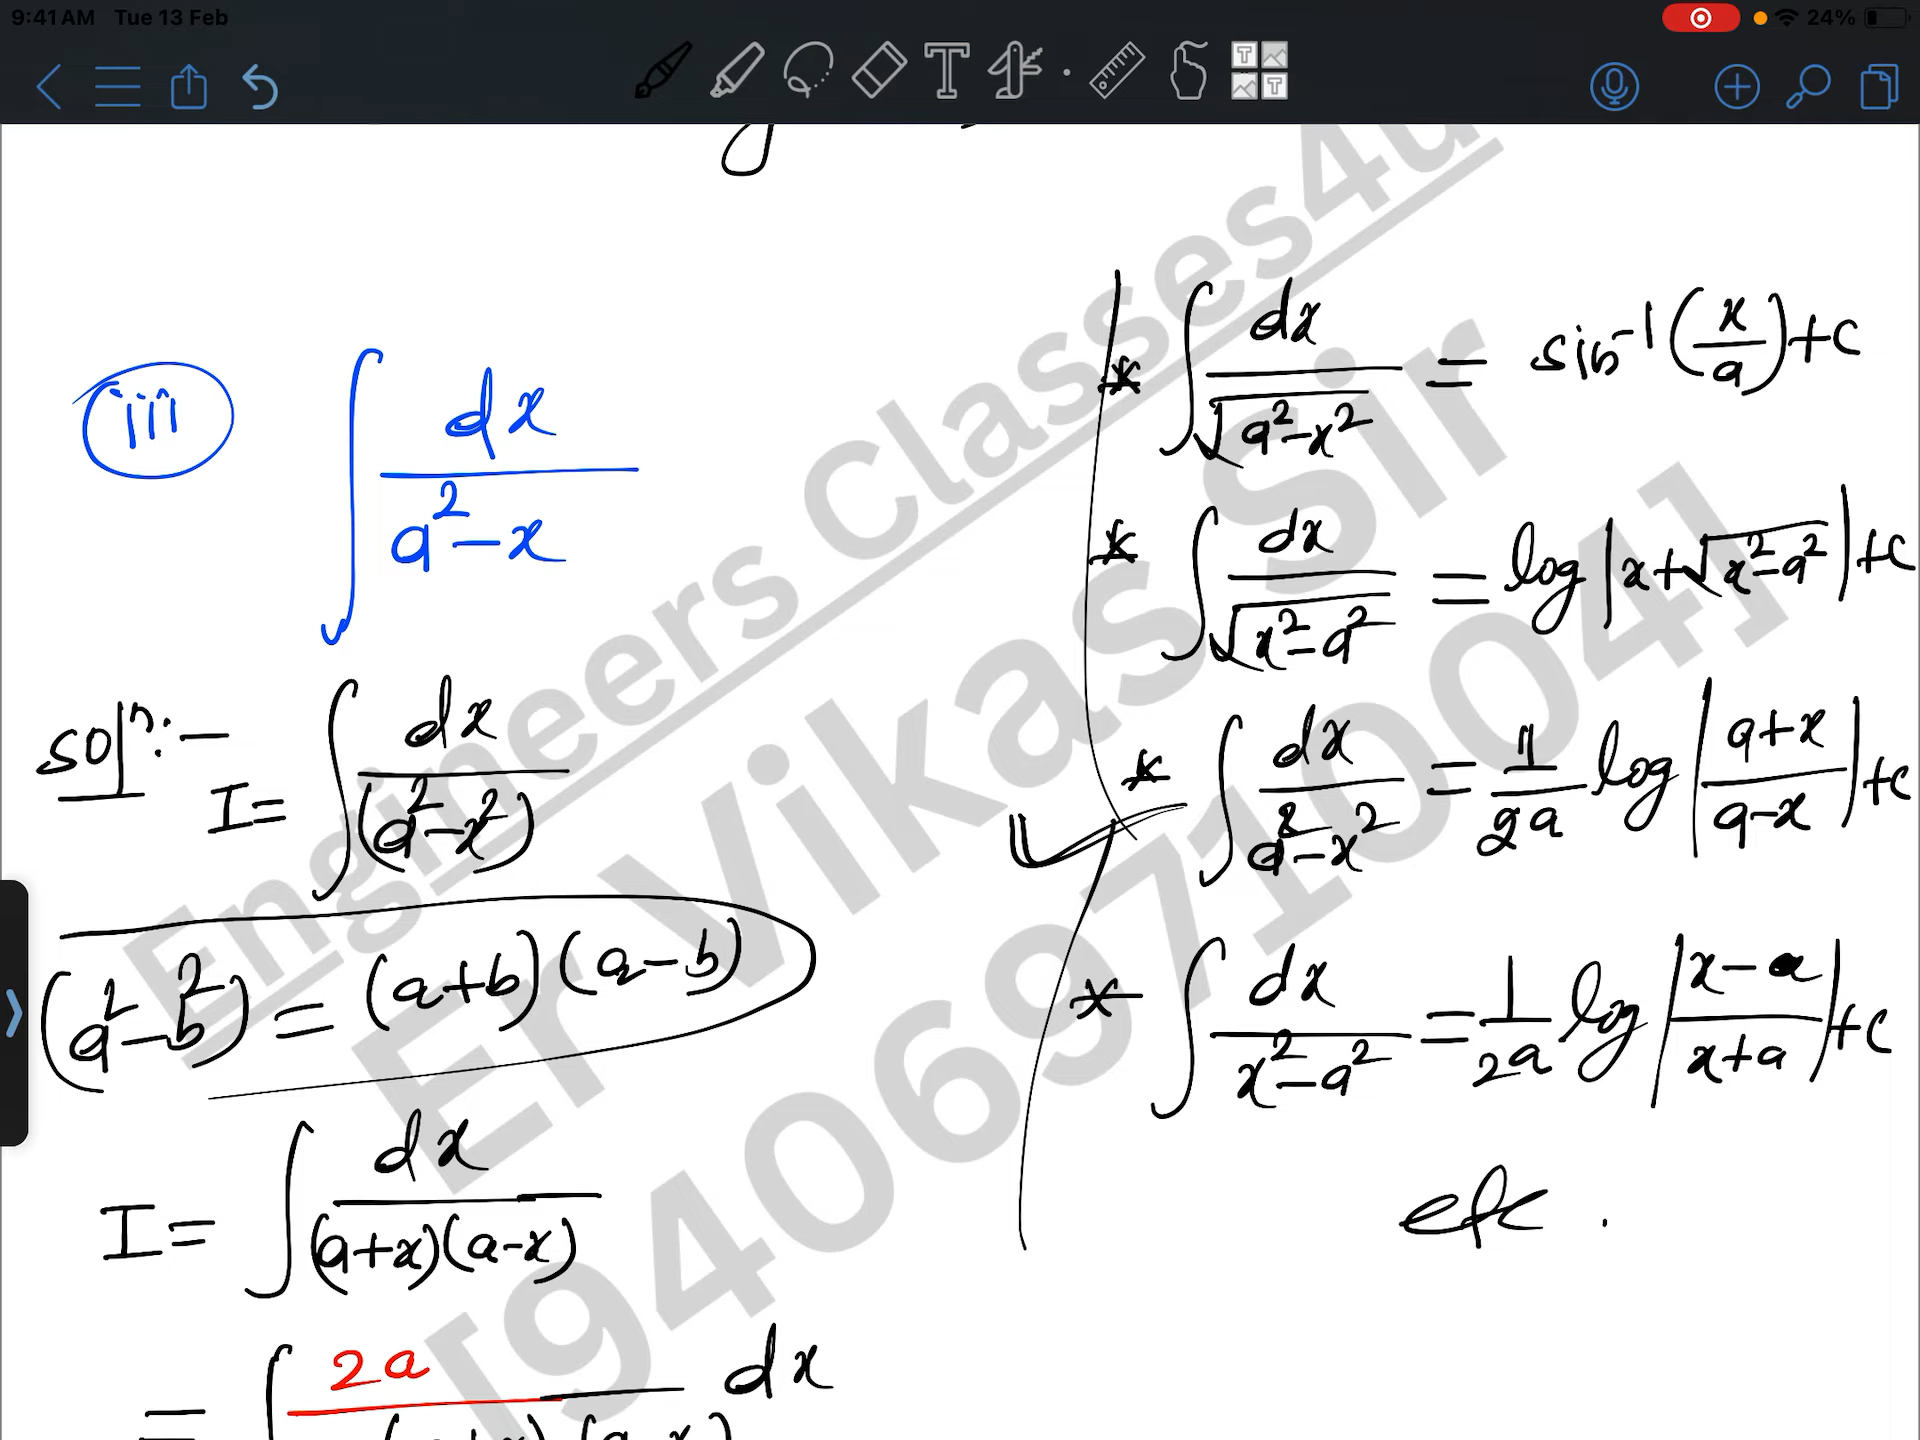 9:41 AM Tue 13 Feb
24%
iii ∫ dx / a² - x
Solⁿ:- I = ∫ dx / (a² - x²)
(a² - b²) = (a+b)(a-b)
I = ∫ dx / (a+x)(a-x)
= ∫ 2a / (a+x)(a-x) dx
* ∫ dx / √a²-x² = sin⁻¹(x/a) + c
* ∫ dx / √x²-a² = log |x+√x²-a²| + c
* ∫ dx / a²-x² = 1/2a log |a+x / a-x| + c
* ∫ dx / x²-a² = 1/2a log |x-a / x+a| + c
etc .
Engineers Classes4u
Er Vikas Sir
[9406971004]